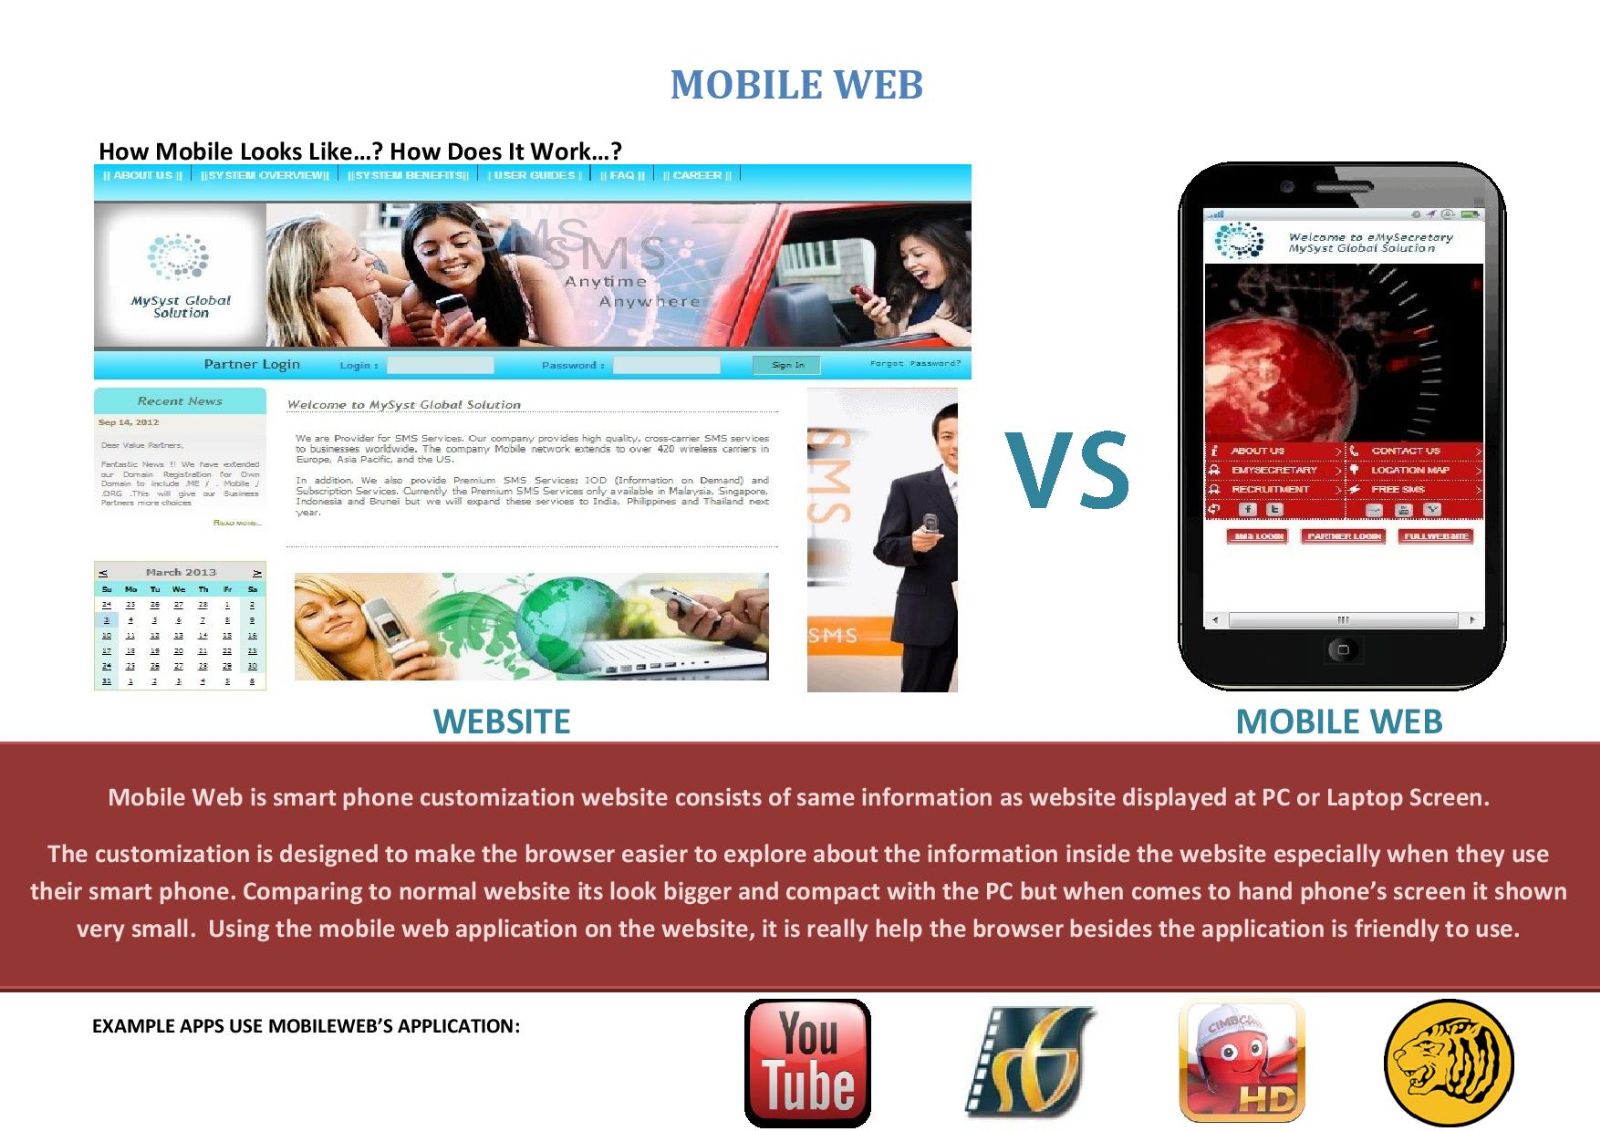 MOBILE WEB
How Mobile Looks Like…? How Does It Work…?
|| ABOUT US || ||SYSTEM OVERVIEW|| ||SYSTEM BENEFITS|| | USER GUIDES | || FAQ || || CAREER ||
MySyst Global
Solution
SMS
SMS
Anytime
Anywhere
Partner Login Login : Password : Sign In Forgot Password?
Recent News
Sep 14, 2012
Dear Value Partners,
Fantastic News !! We have extended
our Domain Registration for Own
Domain to include .ME / . Mobile /
.ORG .This will give our Business
Partners more choices
READ MORE...
< March 2013 >
Su Mo Tu We Th Fr Sa
24 25 26 27 28 1 2
3 4 5 6 7 8 9
10 11 12 13 14 15 16
17 18 19 20 21 22 23
24 25 26 27 28 29 30
31 1 2 3 4 5 6
Welcome to MySyst Global Solution
We are Provider for SMS Services. Our company provides high quality, cross-carrier SMS services
to businesses worldwide. The company Mobile network extends to over 420 wireless carriers in
Europe, Asia Pacific, and the US.
In addition, We also provide Premium SMS Services; IOD (Information on Demand) and
Subscription Services. Currently the Premium SMS Services only available in Malaysia, Singapore,
Indonesia and Brunei but we will expand these services to India, Philippines and Thailand next
year.
SMS
SMS
VS
Welcome to eMySecretary
MySyst Global Solution
ABOUT US CONTACT US
EMYSECRETARY LOCATION MAP
RECRUITMENT FREE SMS
SMS LOGIN PARTNER LOGIN FULLWEBSITE
WEBSITE
MOBILE WEB
Mobile Web is smart phone customization website consists of same information as website displayed at PC or Laptop Screen.
The customization is designed to make the browser easier to explore about the information inside the website especially when they use
their smart phone. Comparing to normal website its look bigger and compact with the PC but when comes to hand phone’s screen it shown
very small. Using the mobile web application on the website, it is really help the browser besides the application is friendly to use.
EXAMPLE APPS USE MOBILEWEB’S APPLICATION:
You
Tube
HD